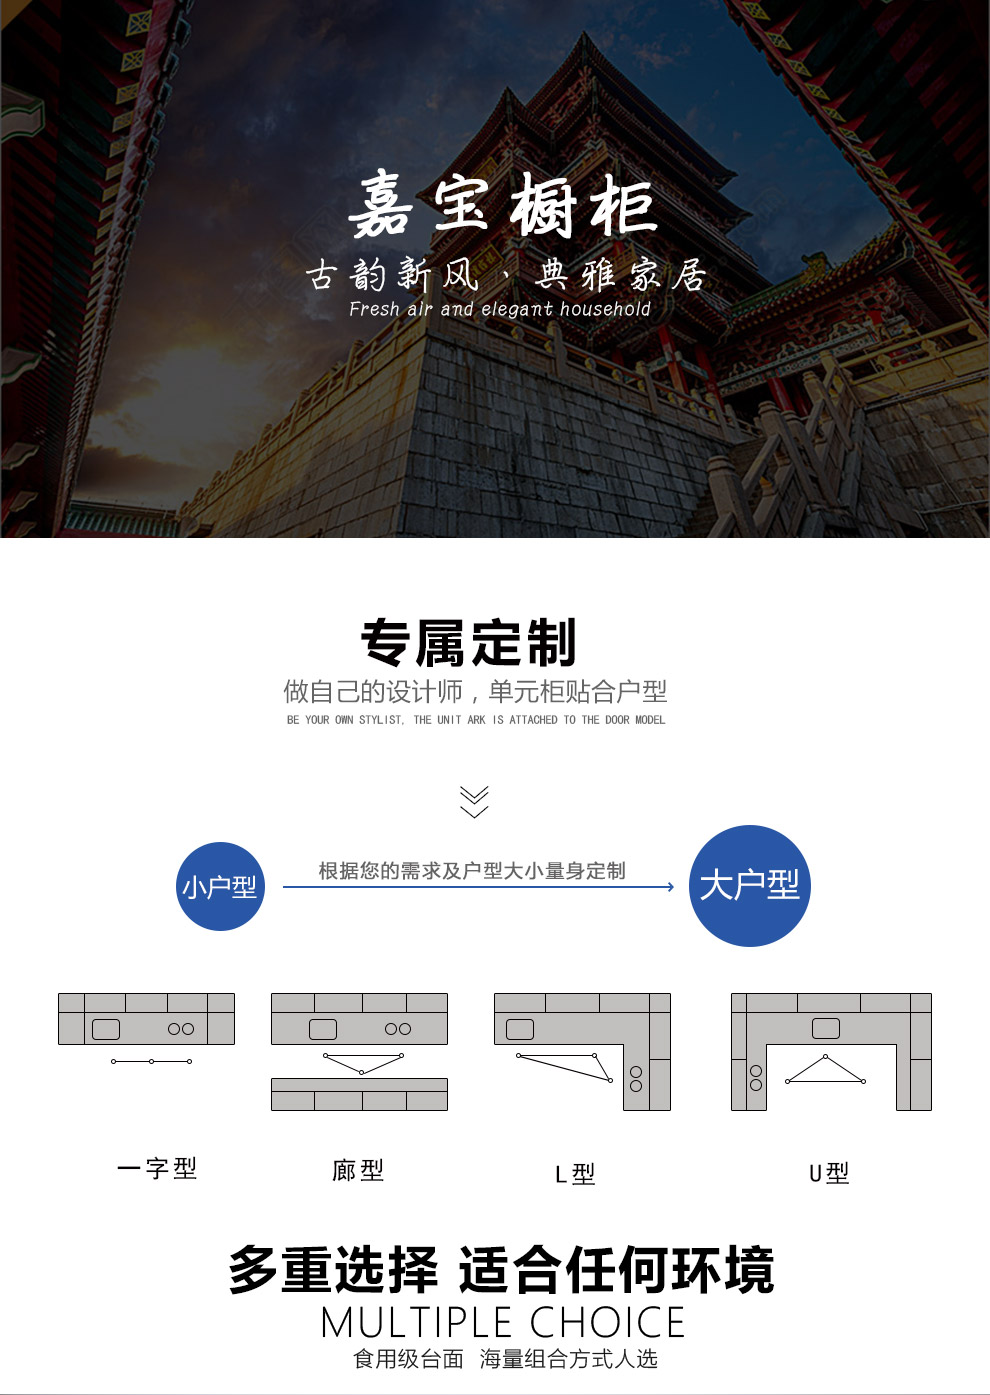 嘉宝橱柜
古韵新风、典雅家居
Fresh air and elegant household
专属定制
做自己的设计师，单元柜贴合户型
BE YOUR OWN STYLIST, THE UNIT ARK IS ATTACHED TO THE DOOR MODEL
小户型
根据您的需求及户型大小量身定制
大户型
一字型
廊型
L型
U型
多重选择 适合任何环境
MULTIPLE CHOICE
食用级台面 海量组合方式人选